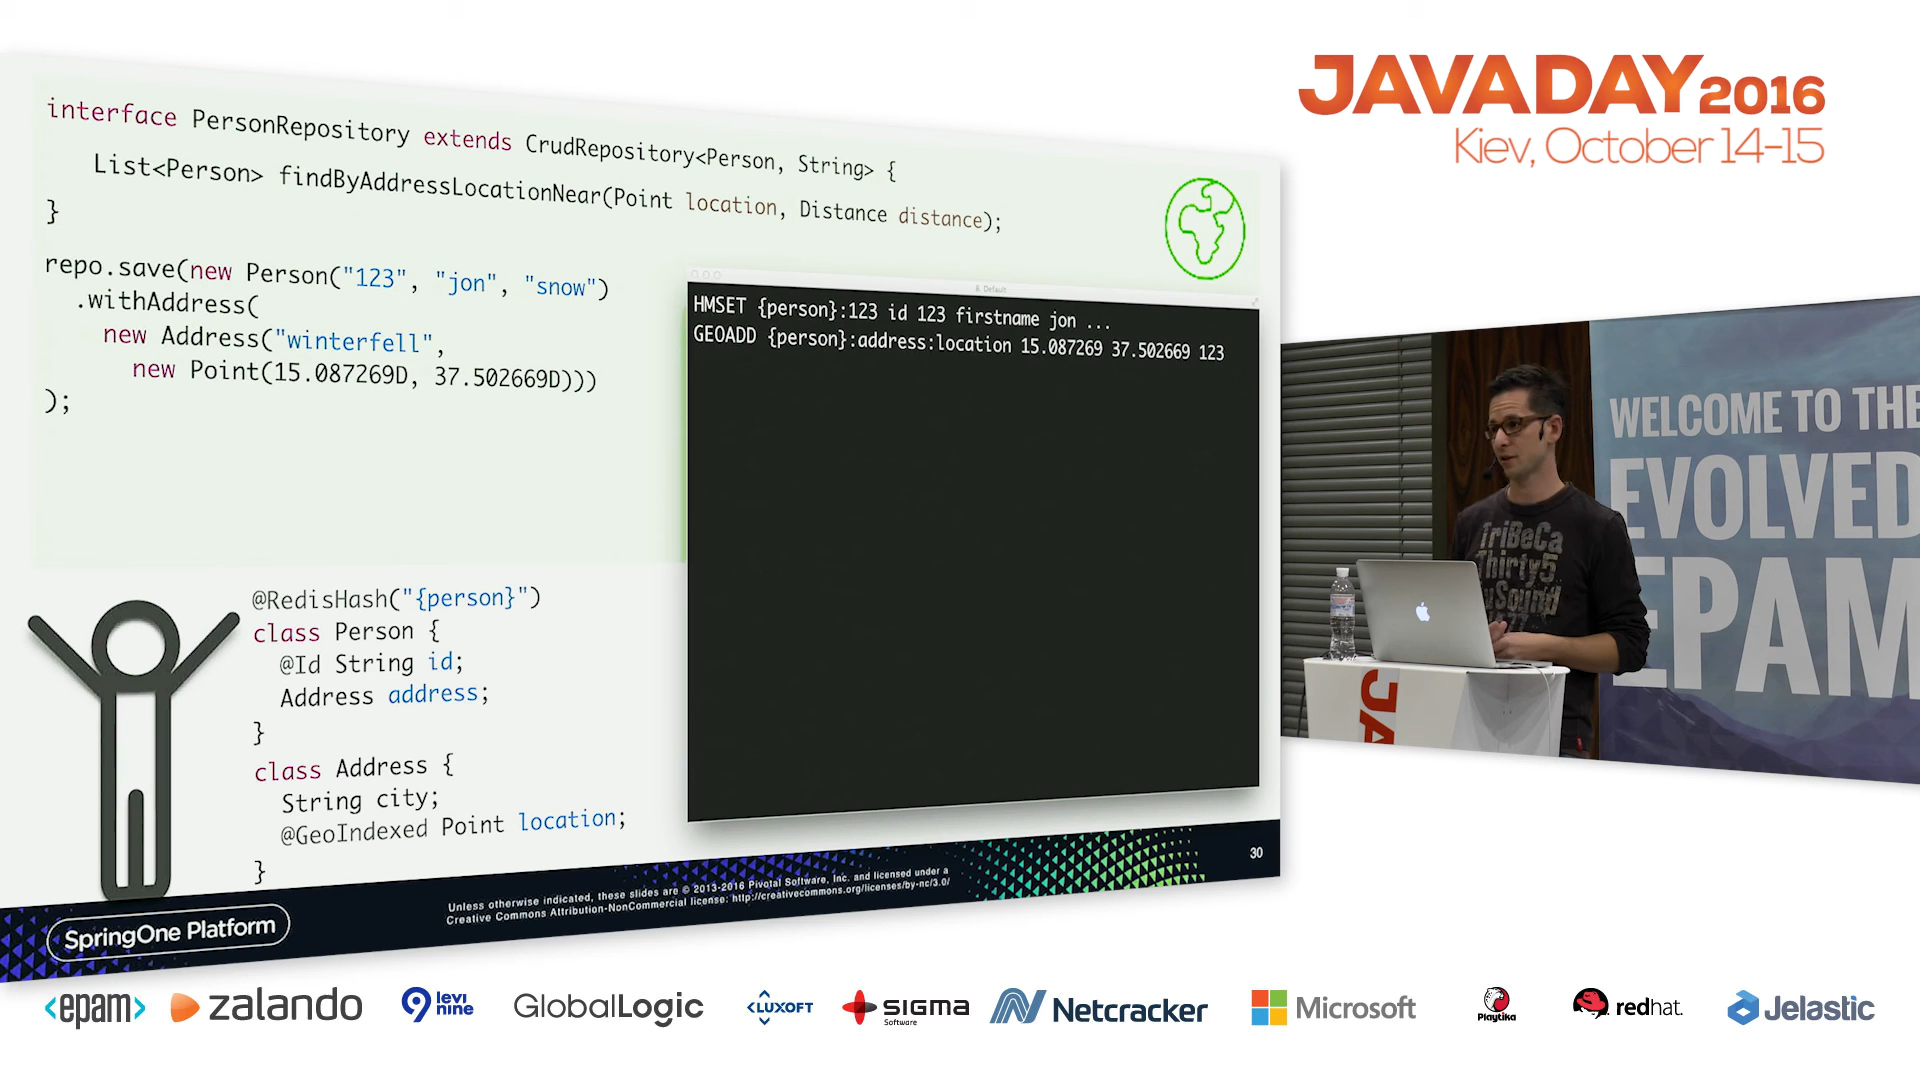 JAVADAY2016
Kiev, October 14-15
interface PersonRepository extends CrudRepository<Person, String> {
List<Person> findByAddressLocationNear(Point location, Distance distance);
}
repo.save(new Person("123", "jon", "snow")
.withAddress(
new Address("winterfell",
new Point(15.087269D, 37.502669D)))
);
8. Default
HMSET {person}:123 id 123 firstname jon ...
GEOADD {person}:address:location 15.087269 37.502669 123
@RedisHash("{person}")
class Person {
@Id String id;
Address address;
}
class Address {
String city;
@GeoIndexed Point location;
}
30
Unless otherwise indicated, these slides are © 2013-2016 Pivotal Software, Inc. and licensed under a
Creative Commons Attribution-NonCommercial license: http://creativecommons.org/licenses/by-nc/3.0/
SpringOne Platform
WELCOME TO THE
EVOLVED
EPAM
TriBeCa
Thirty5
Sound
JA
<epam>
zalando
9 levi nine
GlobalLogic
<LUXOFT>
SIGMA
Software
Netcracker
Microsoft
Playtika
redhat.
Jelastic